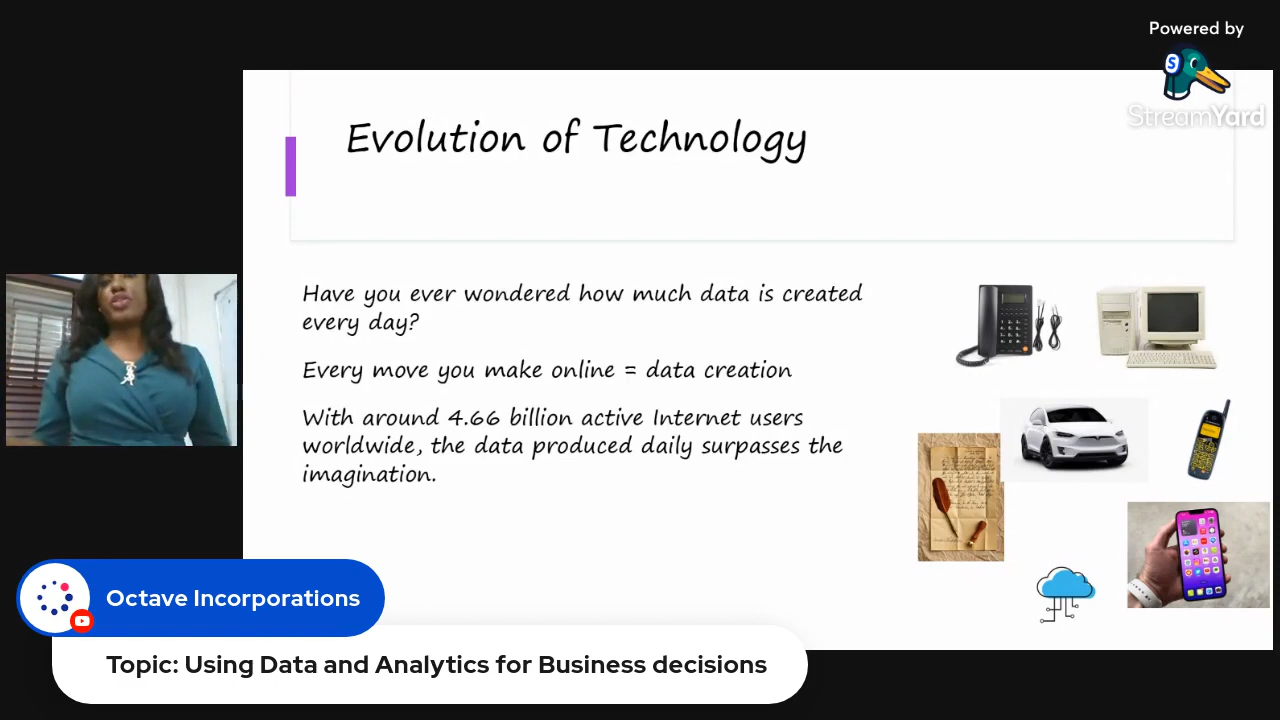 Powered by
StreamYard
Evolution of Technology
Have you ever wondered how much data is created
every day?
Every move you make online = data creation
With around 4.66 billion active Internet users
worldwide, the data produced daily surpasses the
imagination.
Octave Incorporations
Topic: Using Data and Analytics for Business decisions